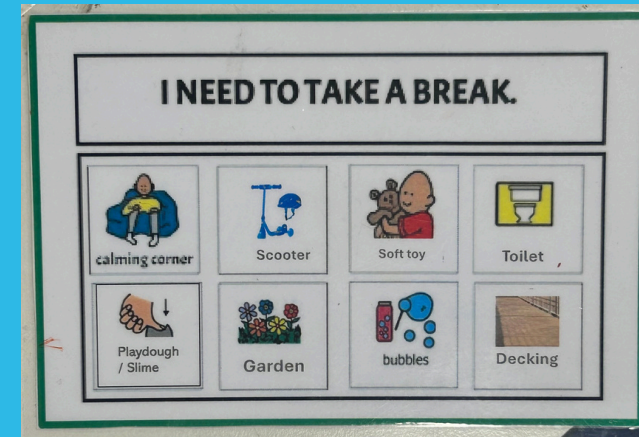 I NEED TO TAKE A BREAK.
calming corner
Scooter
Soft toy
Toilet
Playdough
/ Slime
Garden
bubbles
Decking